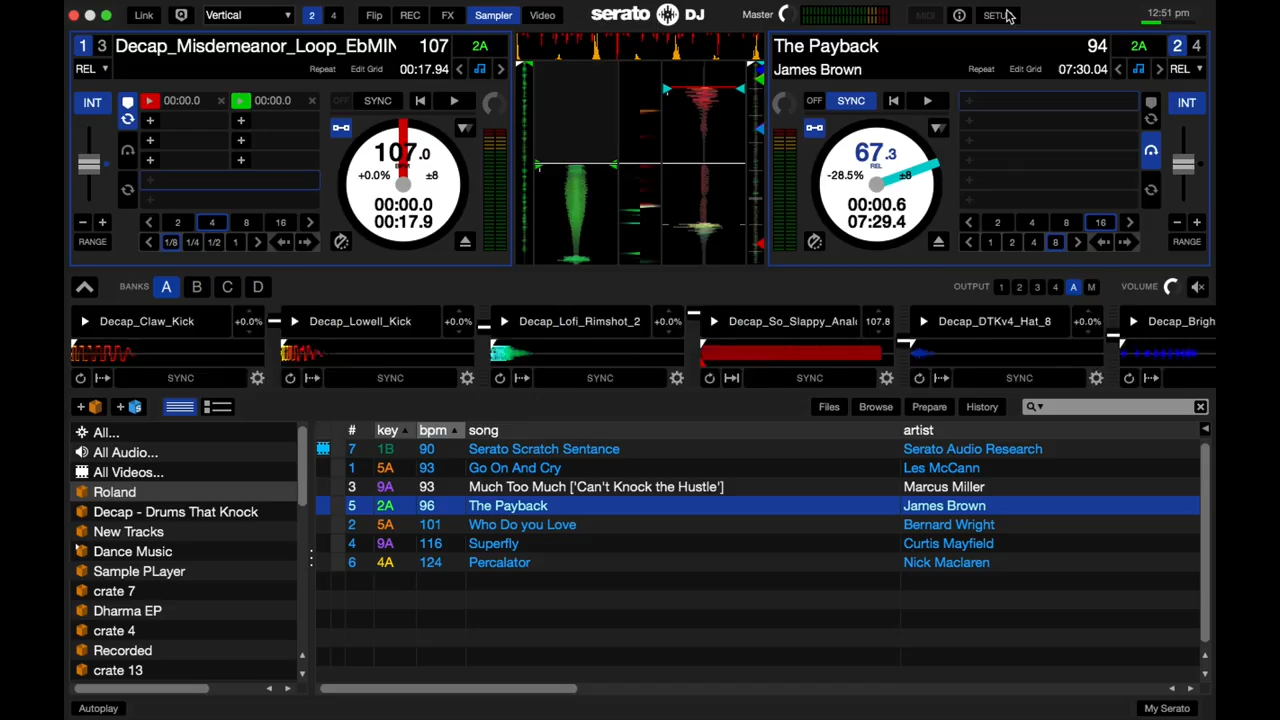 Link Vertical 2 4 Flip REC FX Sampler Video serato DJ Master MIDI SETU 12:51 pm
1 3 Decap_Misdemeanor_Loop_EbMIN 107 2A
REL Repeat Edit Grid 00:17.94
INT 00:00.0 00:00.0 OFF SYNC
107.0
BPM
+0.0% ±8
00:00.0
00:17.9
2 4 8 16
RANGE 1/8 1/4 1/2 1
The Payback 94 2A 2 4
James Brown Repeat Edit Grid 07:30.04 REL
OFF SYNC INT
67.3
REL
-28.5% ±8
00:00.6
07:29.4
2 4 8 16
1 2 4 8 RANGE
BANKS A B C D OUTPUT 1 2 3 4 A M VOLUME
Decap_Claw_Kick +0.0% Decap_Lowell_Kick +0.0% Decap_Lofi_Rimshot_2 +0.0% Decap_So_Slappy_Anal 107.8 Decap_DTKv4_Hat_8 +0.0% Decap_Brigh
SYNC SYNC SYNC SYNC SYNC
Files Browse Prepare History
All...
All Audio...
All Videos...
Roland
Decap - Drums That Knock
New Tracks
Dance Music
Sample PLayer
crate 7
Dharma EP
crate 4
Recorded
crate 13
# key bpm song artist
7 1B 90 Serato Scratch Sentance Serato Audio Research
1 5A 93 Go On And Cry Les McCann
3 9A 93 Much Too Much ['Can't Knock the Hustle'] Marcus Miller
5 2A 96 The Payback James Brown
2 5A 101 Who Do you Love Bernard Wright
4 9A 116 Superfly Curtis Mayfield
6 4A 124 Percalator Nick Maclaren
Autoplay My Serato